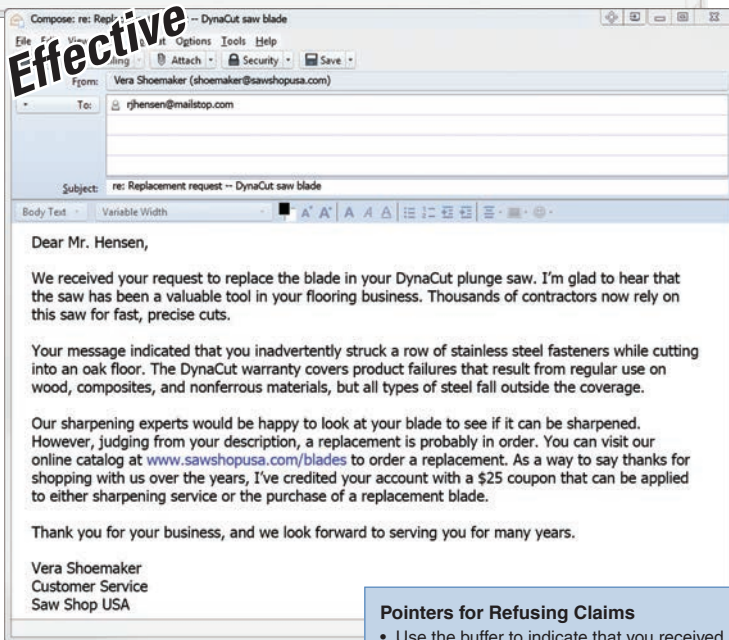 Compose: re: Repl -- DynaCut saw blade
Effective
File Edit View Options Tools Help
Attach Security Save
From: Vera Shoemaker (shoemaker@sawshopusa.com)
To: rjhensen@mailstop.com
Subject: re: Replacement request -- DynaCut saw blade
Body Text Variable Width
Dear Mr. Hensen,
We received your request to replace the blade in your DynaCut plunge saw. I'm glad to hear that
the saw has been a valuable tool in your flooring business. Thousands of contractors now rely on
this saw for fast, precise cuts.
Your message indicated that you inadvertently struck a row of stainless steel fasteners while cutting
into an oak floor. The DynaCut warranty covers product failures that result from regular use on
wood, composites, and nonferrous materials, but all types of steel fall outside the coverage.
Our sharpening experts would be happy to look at your blade to see if it can be sharpened.
However, judging from your description, a replacement is probably in order. You can visit our
online catalog at www.sawshopusa.com/blades to order a replacement. As a way to say thanks for
shopping with us over the years, I've credited your account with a $25 coupon that can be applied
to either sharpening service or the purchase of a replacement blade.
Thank you for your business, and we look forward to serving you for many years.
Vera Shoemaker
Customer Service
Saw Shop USA
Pointers for Refusing Claims
• Use the buffer to indicate that you received